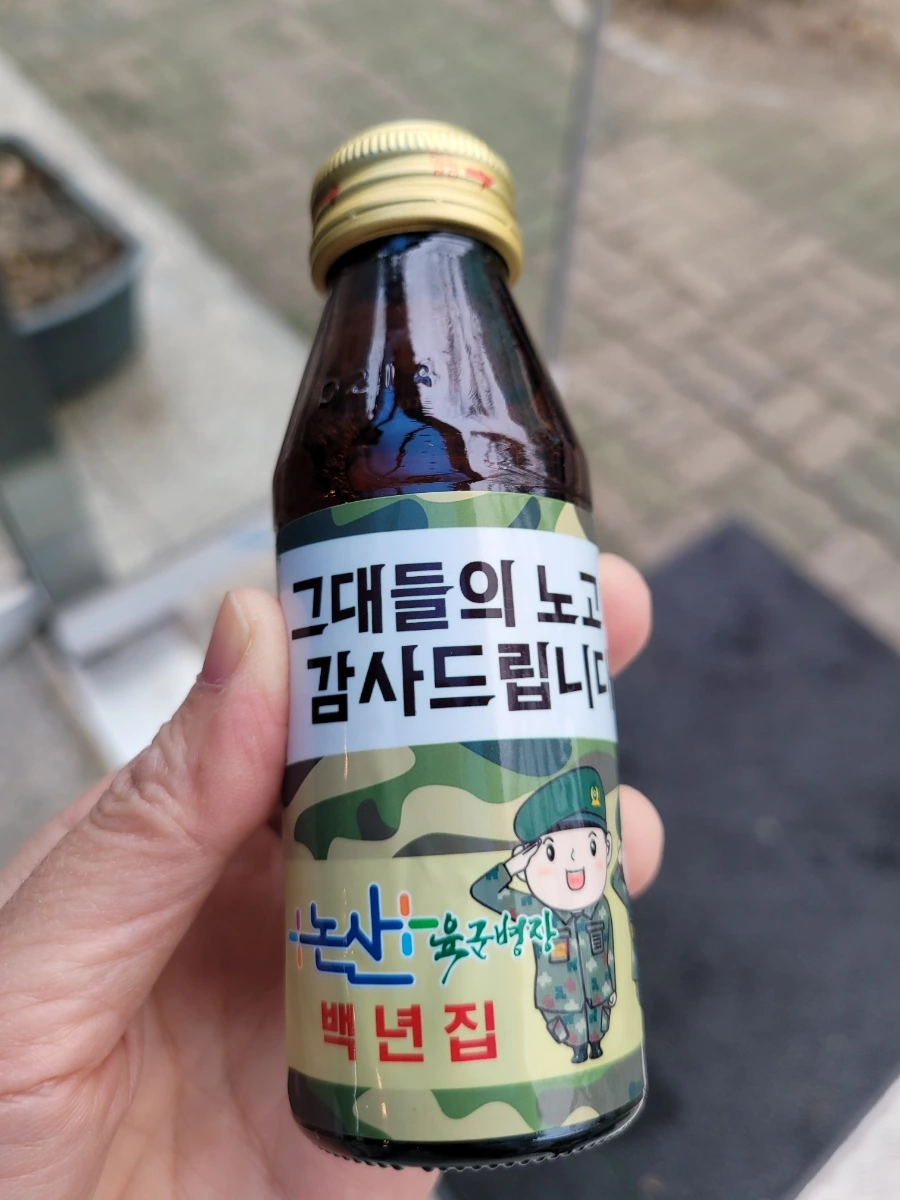 그대들의 노고
감사드립니다
논산 육군병장
백년집